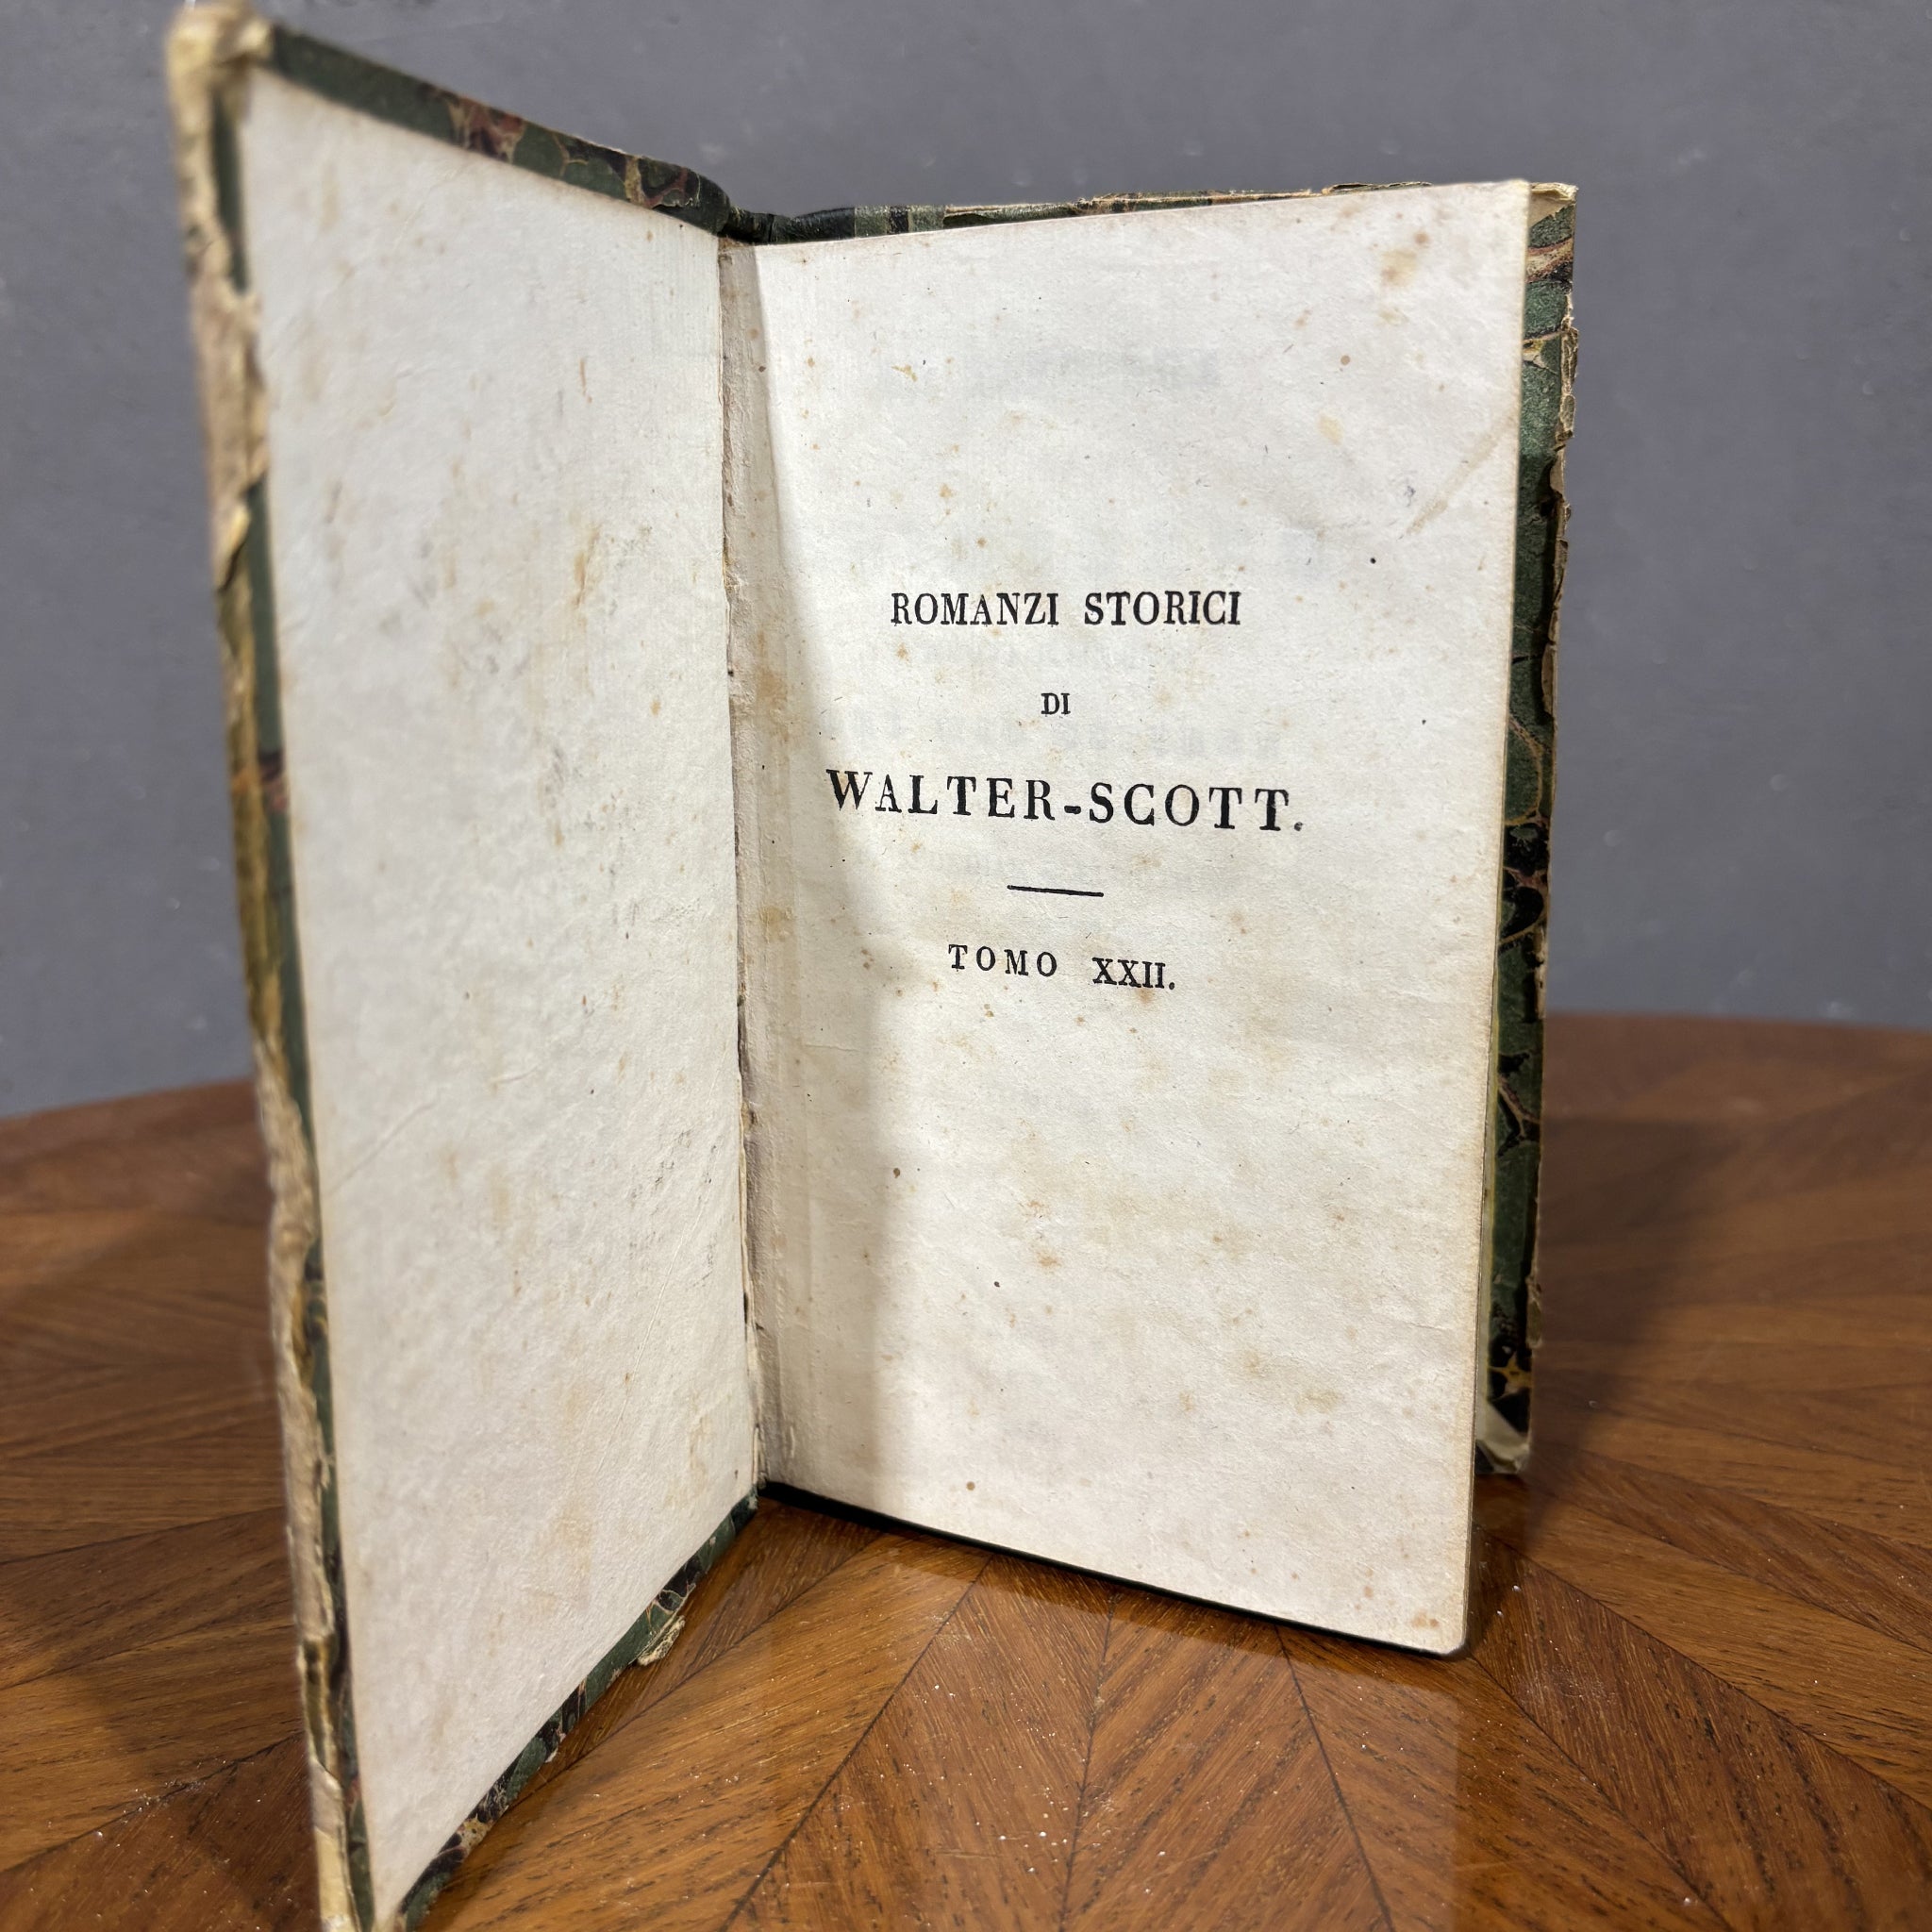 ROMANZI STORICI
DI
WALTER-SCOTT.
TOMO XXII.